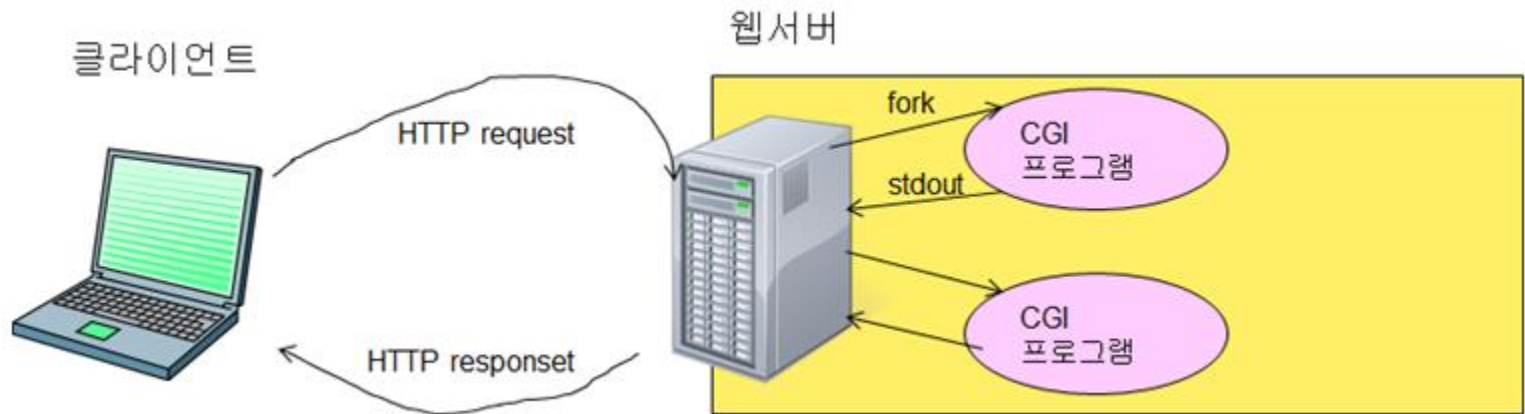 웹서버
클라이언트
HTTP request
fork
CGI
프로그램
stdout
CGI
프로그램
HTTP responset